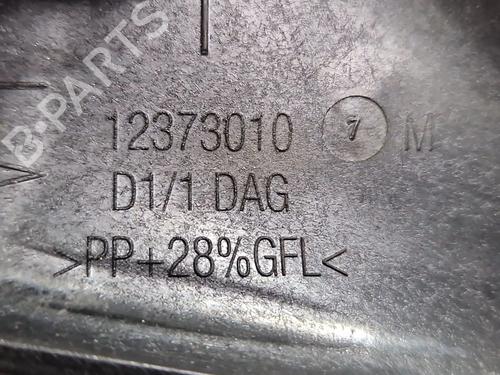 B-PARTS
12373010 7 M
D1/1 DAG
>PP+28%GFL<